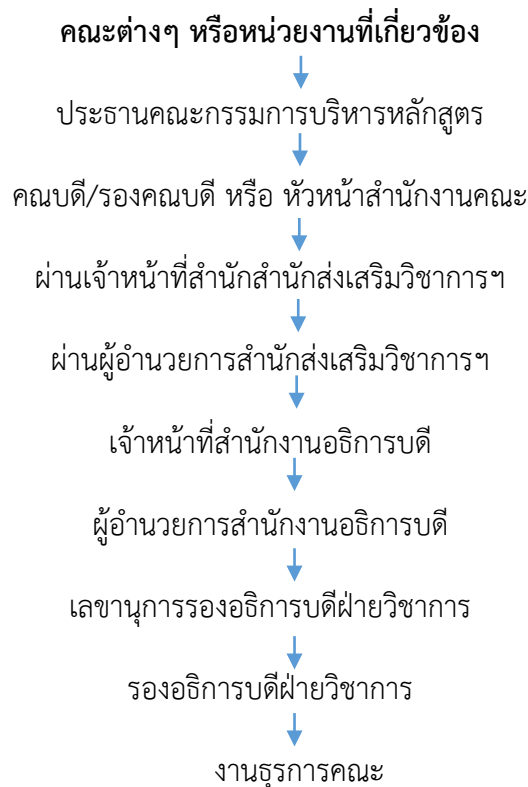 คณะต่างๆ หรือหน่วยงานที่เกี่ยวข้อง
ประธานคณะกรรมการบริหารหลักสูตร
คณบดี/รองคณบดี หรือ หัวหน้าสำนักงานคณะ
ผ่านเจ้าหน้าที่สำนักสำนักส่งเสริมวิชาการฯ
ผ่านผู้อำนวยการสำนักส่งเสริมวิชาการฯ
เจ้าหน้าที่สำนักงานอธิการบดี
ผู้อำนวยการสำนักงานอธิการบดี
เลขานุการรองอธิการบดีฝ่ายวิชาการ
รองอธิการบดีฝ่ายวิชาการ
งานธุรการคณะ